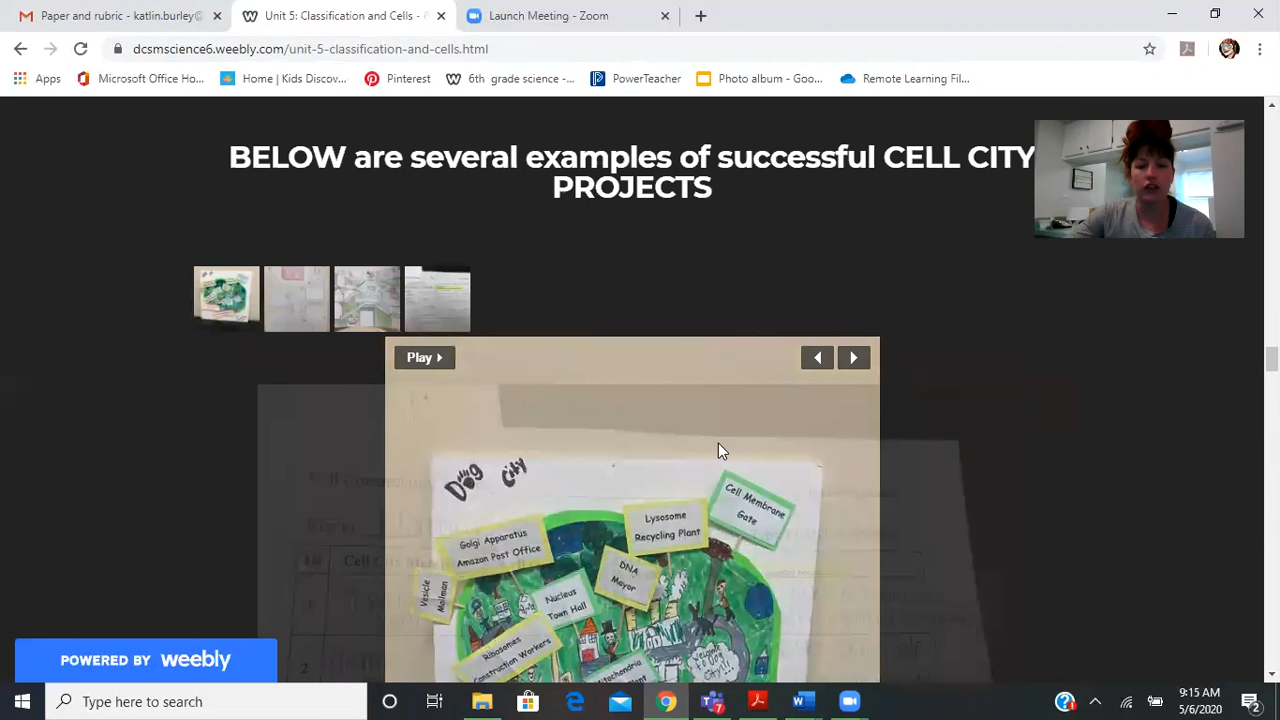 Paper and rubric - katlin.burley@
Unit 5: Classification and Cells -
Launch Meeting - Zoom
dcsmscience6.weebly.com/unit-5-classification-and-cells.html
Apps
Microsoft Office Ho...
Home | Kids Discov...
Pinterest
6th grade science -...
PowerTeacher
Photo album - Goo...
Remote Learning Fil...
BELOW are several examples of successful CELL CITY
PROJECTS
Play
Dog City
Cell Membrane
Gate
Lysosome
Recycling Plant
Golgi Apparatus
Amazon Post Office
DNA
Mayor
Vesicle
Mailman
Nucleus
Town Hall
Ribosomes
Construction Workers
POWERED BY weebly
Type here to search
7
9:15 AM
5/6/2020
2